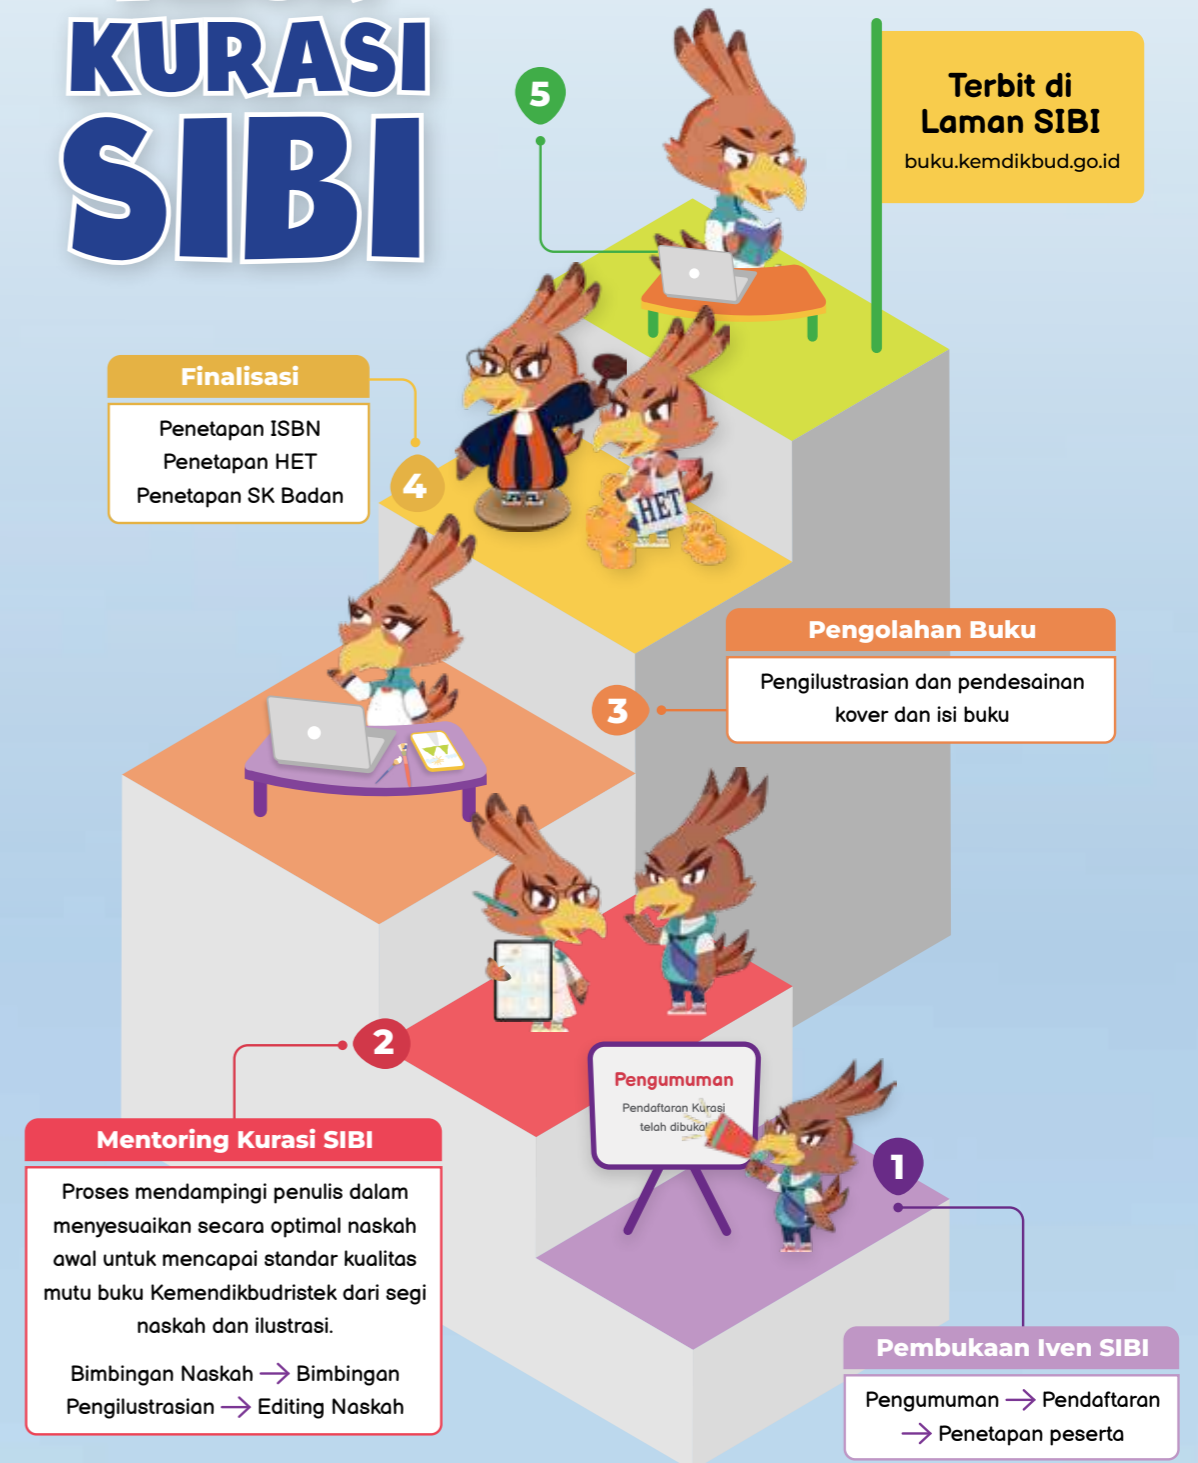 KURASI
SIBI
5
Terbit di
Laman SIBI
buku.kemdikbud.go.id
Finalisasi
Penetapan ISBN
Penetapan HET
Penetapan SK Badan
4
HET
Pengolahan Buku
Pengilustrasian dan pendesainan
kover dan isi buku
3
2
Mentoring Kurasi SIBI
Proses mendampingi penulis dalam
menyesuaikan secara optimal naskah
awal untuk mencapai standar kualitas
mutu buku Kemendikbudristek dari segi
naskah dan ilustrasi.
Bimbingan Naskah → Bimbingan
Pengilustrasian → Editing Naskah
Pengumuman
Pendaftaran Kurasi
telah dibuka!
1
Pembukaan Iven SIBI
Pengumuman → Pendaftaran
→ Penetapan peserta